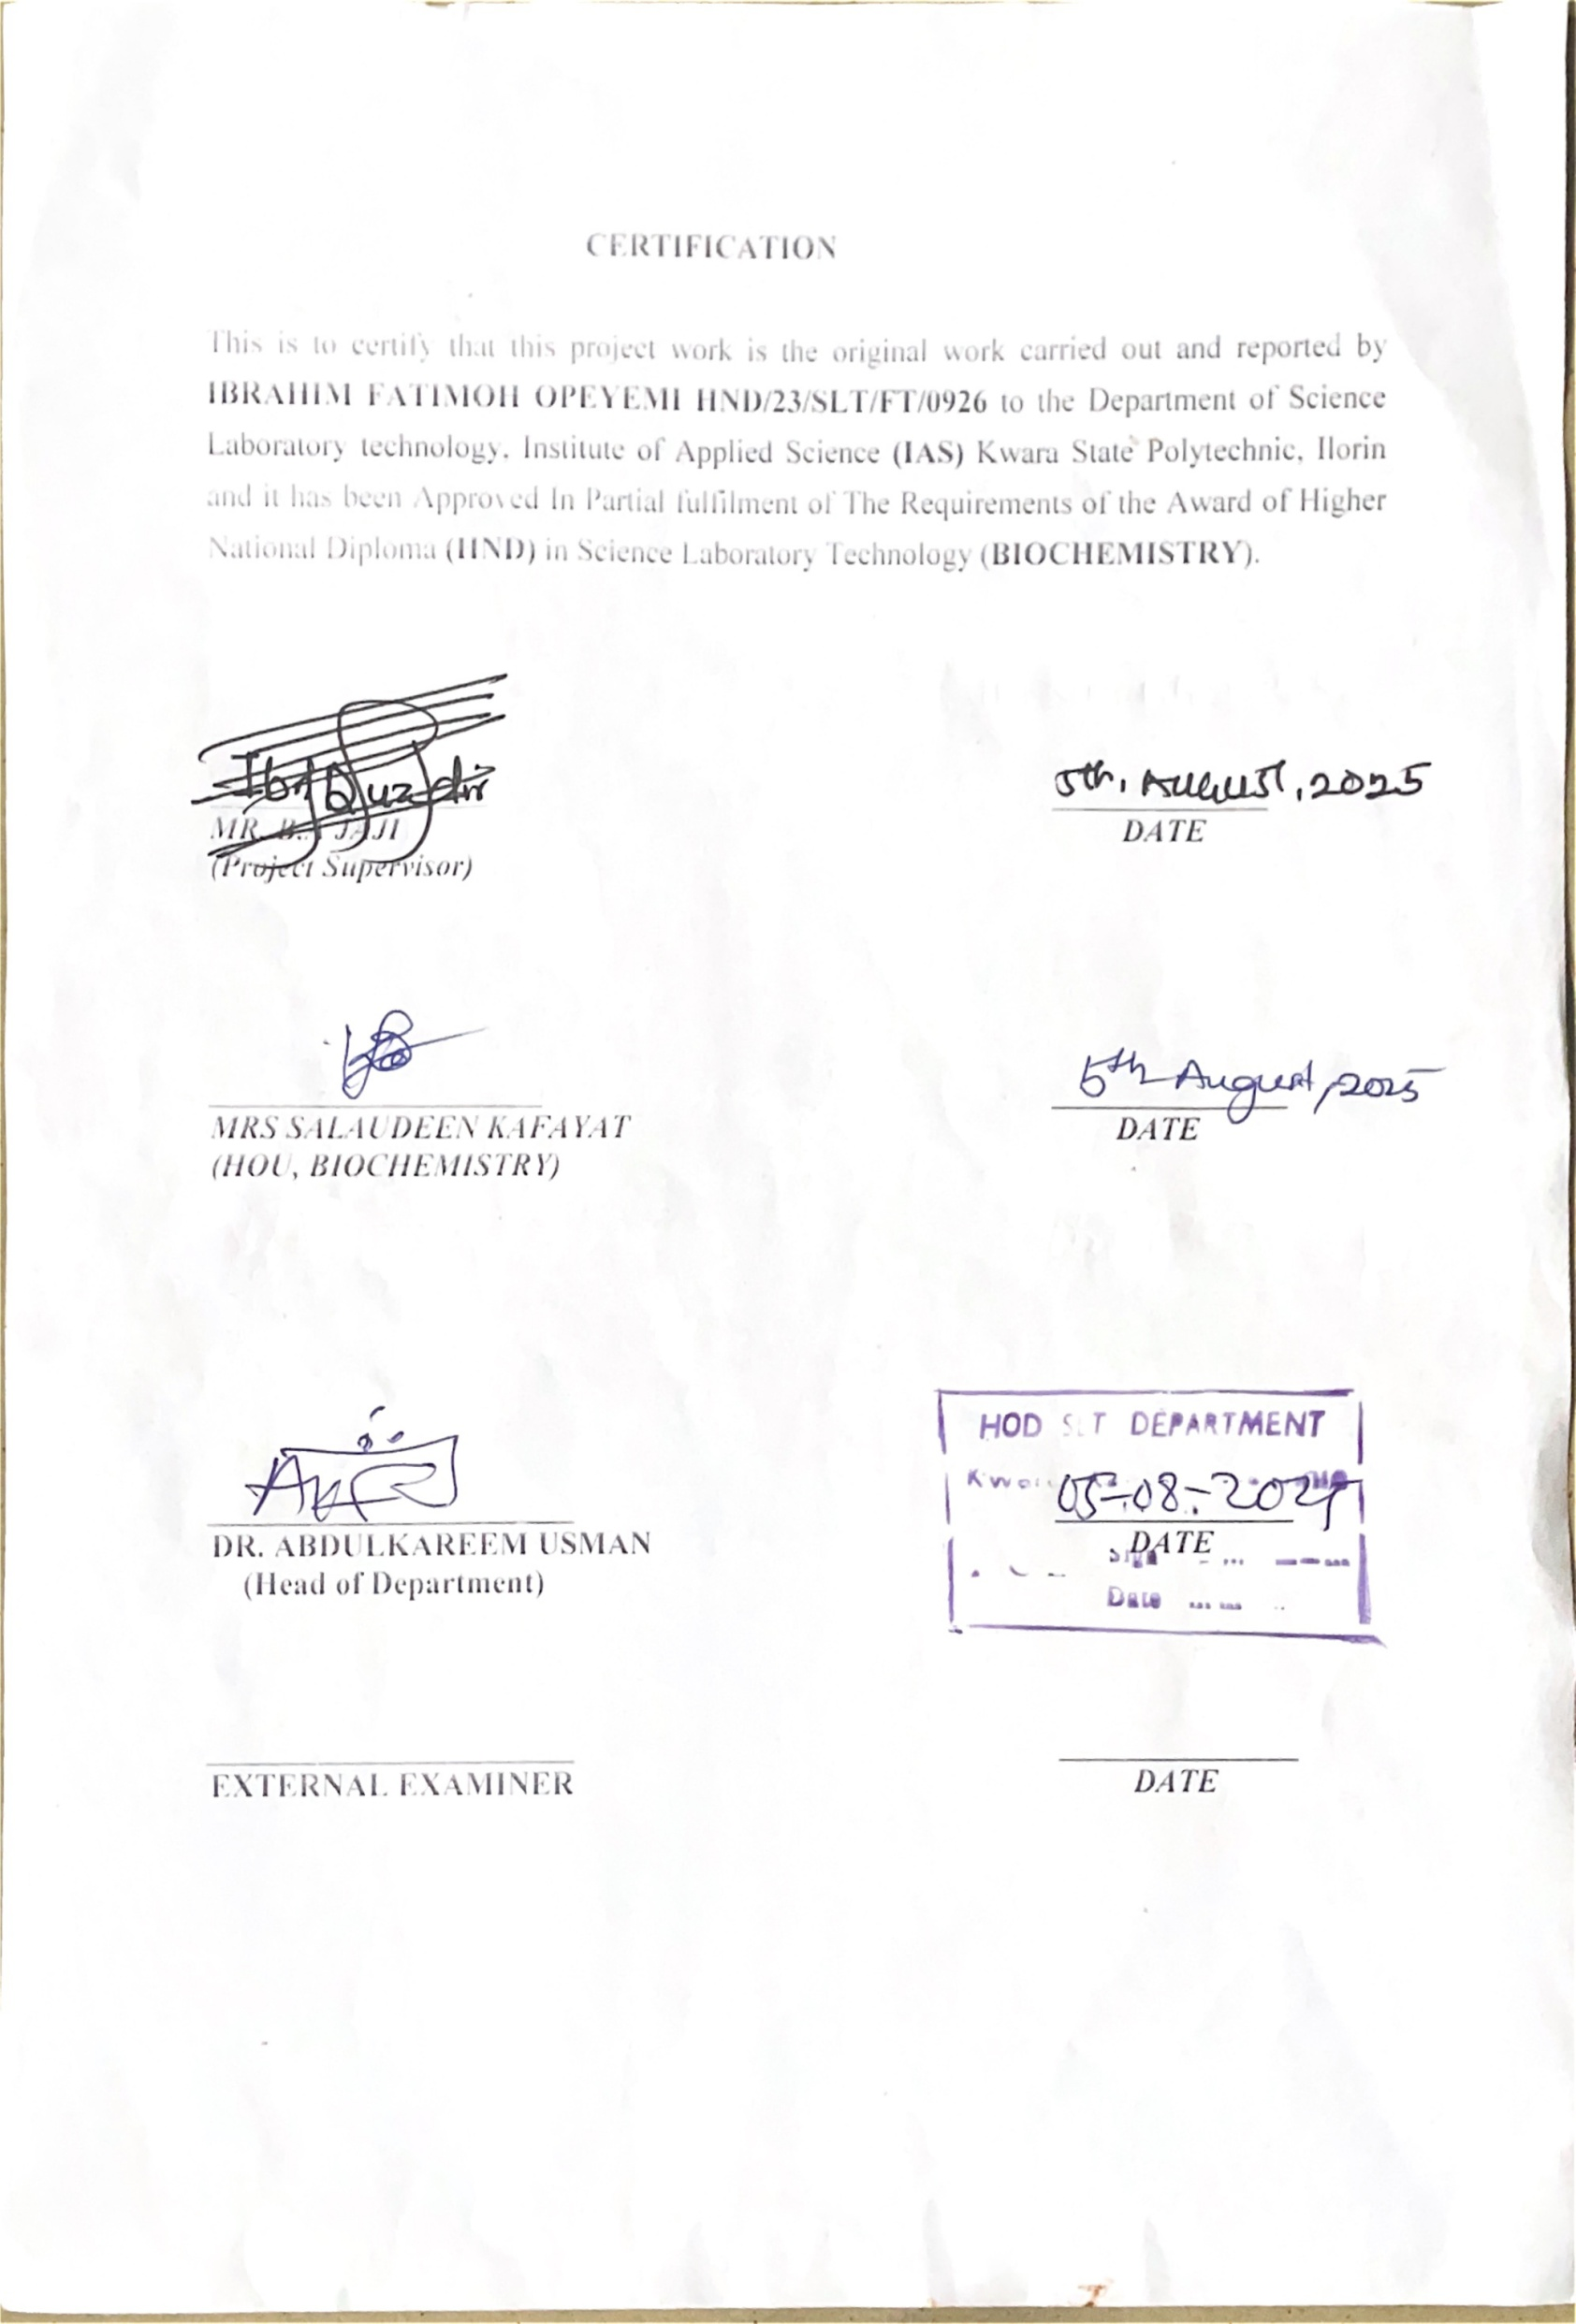 CERTIFICATION
This is to certify that this project work is the original work carried out and reported by
IBRAHIM FATIMOH OPEYEMI HND/23/SLT/FT/0926 to the Department of Science
Laboratory technology, Institute of Applied Science (IAS) Kwara State Polytechnic, Ilorin
and it has been Approved In Partial fulfilment of The Requirements of the Award of Higher
National Diploma (HND) in Science Laboratory Technology (BIOCHEMISTRY).
5th, August, 2025
MR. JAJI DATE
(Project Supervisor)
5th August, 2025
MRS SALAUDEEN KAFAYAT DATE
(HOU, BIOCHEMISTRY)
HOD SLT DEPARTMENT
05-08-2025
DR. ABDULKAREEM USMAN DATE
Sign
(Head of Department)
Date
EXTERNAL EXAMINER DATE